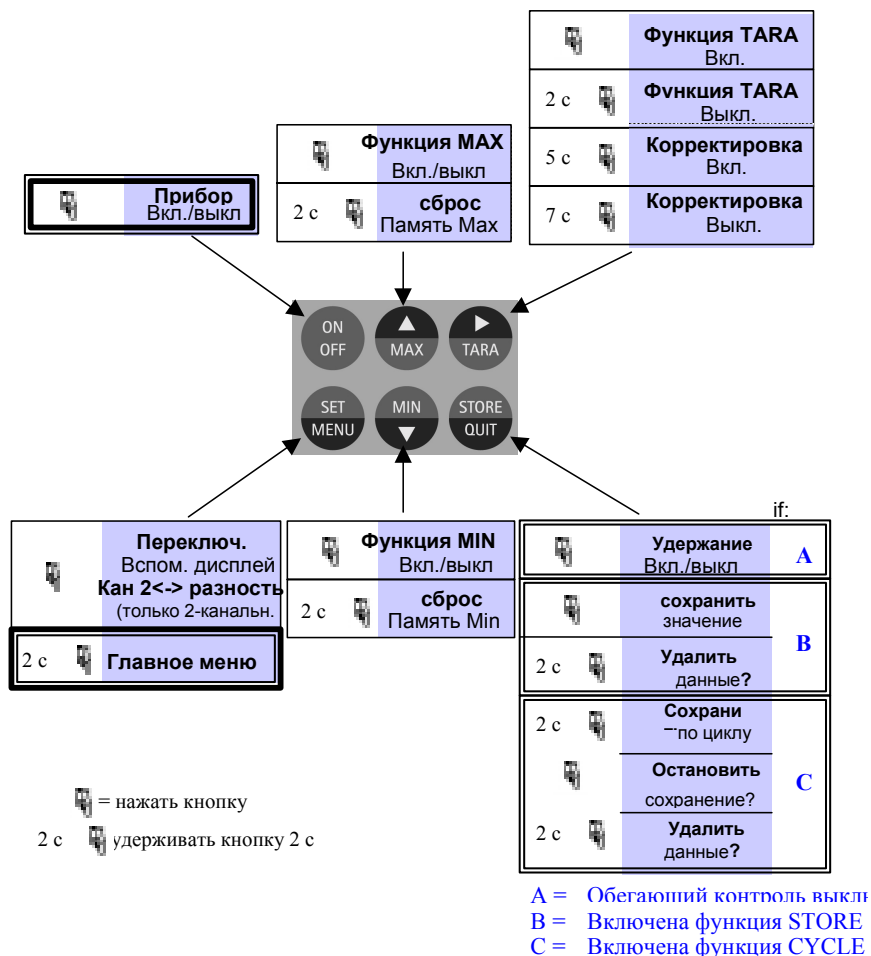 Функция TARA
Вкл.
2 с Функция TARA
Выкл.
5 с Корректировка
Вкл.
7 с Корректировка
Выкл.
Функция MAX
Вкл./выкл
2 с сброс
Память Max
Прибор
Вкл./выкл
ON
OFF
MAX
TARA
SET
MENU
MIN
STORE
QUIT
Переключ.
Вспом. дисплей
Кан 2<-> разность
(только 2-канальн.
2 с Главное меню
Функция MIN
Вкл./выкл
2 с сброс
Память Min
if:
Удержание
Вкл./выкл
A
сохранить
значение
2 с Удалить
данные?
B
2 с Сохрани
по циклу
Остановить
сохранение?
2 с Удалить
данные?
C
= нажать кнопку
2 с удерживать кнопку 2 с
A = Обегающий контроль выкл
B = Включена функция STORE
C = Включена функция CYCLE